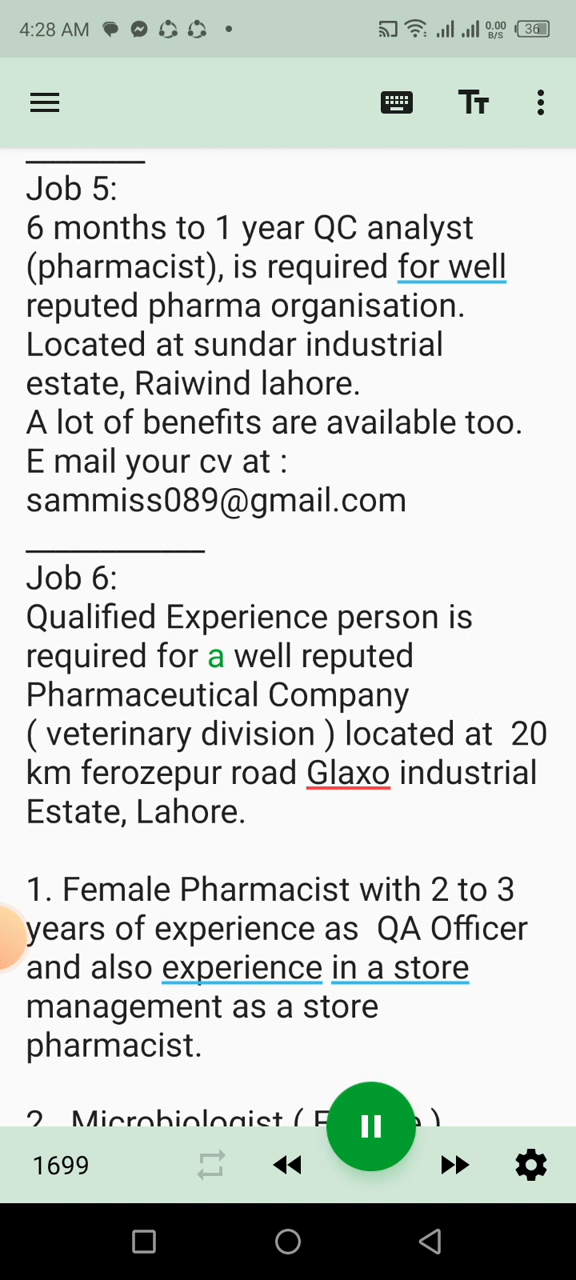 4:28 AM
0,00
B/S
36
TT
Job 5:
6 months to 1 year QC analyst
(pharmacist), is required for well
reputed pharma organisation.
Located at sundar industrial
estate, Raiwind lahore.
A lot of benefits are available too.
E mail your cv at :
sammiss089@gmail.com
Job 6:
Qualified Experience person is
required for a well reputed
Pharmaceutical Company
( veterinary division ) located at  20
km ferozepur road Glaxo industrial
Estate, Lahore.
1. Female Pharmacist with 2 to 3
years of experience as  QA Officer
and also experience in a store
management as a store
pharmacist.
2.  Microbiologist (
1699